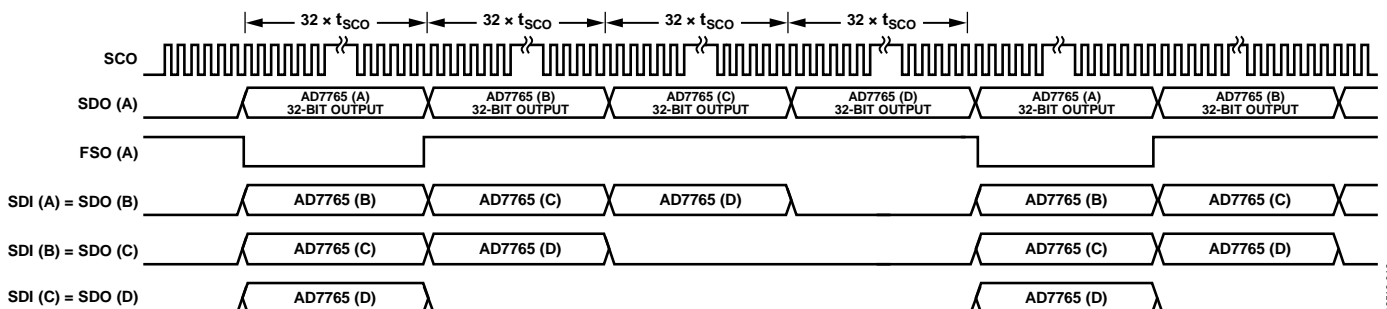 32 × tSCO 32 × tSCO 32 × tSCO 32 × tSCO
SCO
SDO (A) AD7765 (A) AD7765 (B) AD7765 (C) AD7765 (D) AD7765 (A) AD7765 (B)
32-BIT OUTPUT 32-BIT OUTPUT 32-BIT OUTPUT 32-BIT OUTPUT 32-BIT OUTPUT 32-BIT OUTPUT
FSO (A)
SDI (A) = SDO (B) AD7765 (B) AD7765 (C) AD7765 (D) AD7765 (B) AD7765 (C)
SDI (B) = SDO (C) AD7765 (C) AD7765 (D) AD7765 (C) AD7765 (D)
SDI (C) = SDO (D) AD7765 (D) AD7765 (D)